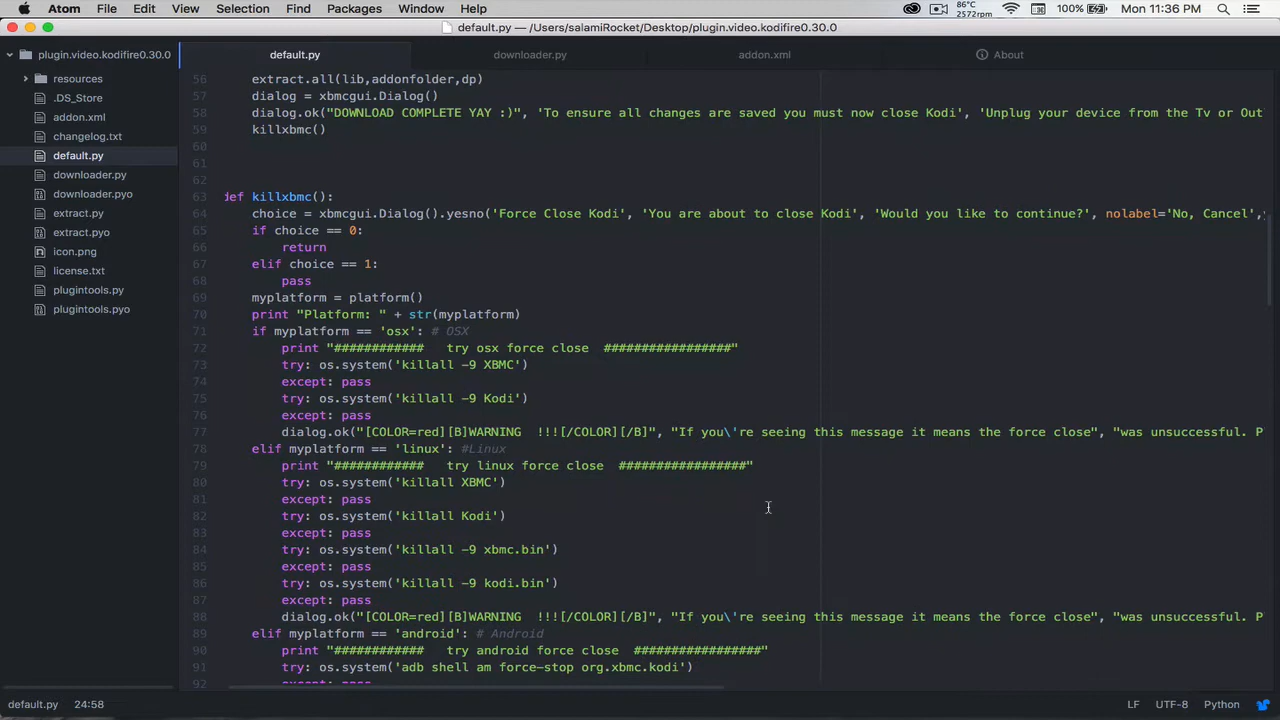 Atom File Edit View Selection Find Packages Window Help 86°C 2572rpm 100% Mon 11:36 PM
default.py — /Users/salamiRocket/Desktop/plugin.video.kodifire0.30.0
plugin.video.kodifire0.30.0
resources
.DS_Store
addon.xml
changelog.txt
default.py
downloader.py
downloader.pyo
extract.py
extract.pyo
icon.png
license.txt
plugintools.py
plugintools.pyo
default.py downloader.py addon.xml About
56 extract.all(lib,addonfolder,dp)
57 dialog = xbmcgui.Dialog()
58 dialog.ok("DOWNLOAD COMPLETE YAY :)", 'To ensure all changes are saved you must now close Kodi', 'Unplug your device from the Tv or Out
59 killxbmc()
60
61
62
63 def killxbmc():
64 choice = xbmcgui.Dialog().yesno('Force Close Kodi', 'You are about to close Kodi', 'Would you like to continue?', nolabel='No, Cancel',
65 if choice == 0:
66 return
67 elif choice == 1:
68 pass
69 myplatform = platform()
70 print "Platform: " + str(myplatform)
71 if myplatform == 'osx': # OSX
72 print "############   try osx force close  #################"
73 try: os.system('killall -9 XBMC')
74 except: pass
75 try: os.system('killall -9 Kodi')
76 except: pass
77 dialog.ok("[COLOR=red][B]WARNING  !!![/COLOR][/B]", "If you\'re seeing this message it means the force close", "was unsuccessful. P
78 elif myplatform == 'linux': #Linux
79 print "############   try linux force close  #################"
80 try: os.system('killall XBMC')
81 except: pass
82 try: os.system('killall Kodi')
83 except: pass
84 try: os.system('killall -9 xbmc.bin')
85 except: pass
86 try: os.system('killall -9 kodi.bin')
87 except: pass
88 dialog.ok("[COLOR=red][B]WARNING  !!![/COLOR][/B]", "If you\'re seeing this message it means the force close", "was unsuccessful. P
89 elif myplatform == 'android': # Android
90 print "############   try android force close  #################"
91 try: os.system('adb shell am force-stop org.xbmc.kodi')
92
default.py 24:58 LF UTF-8 Python